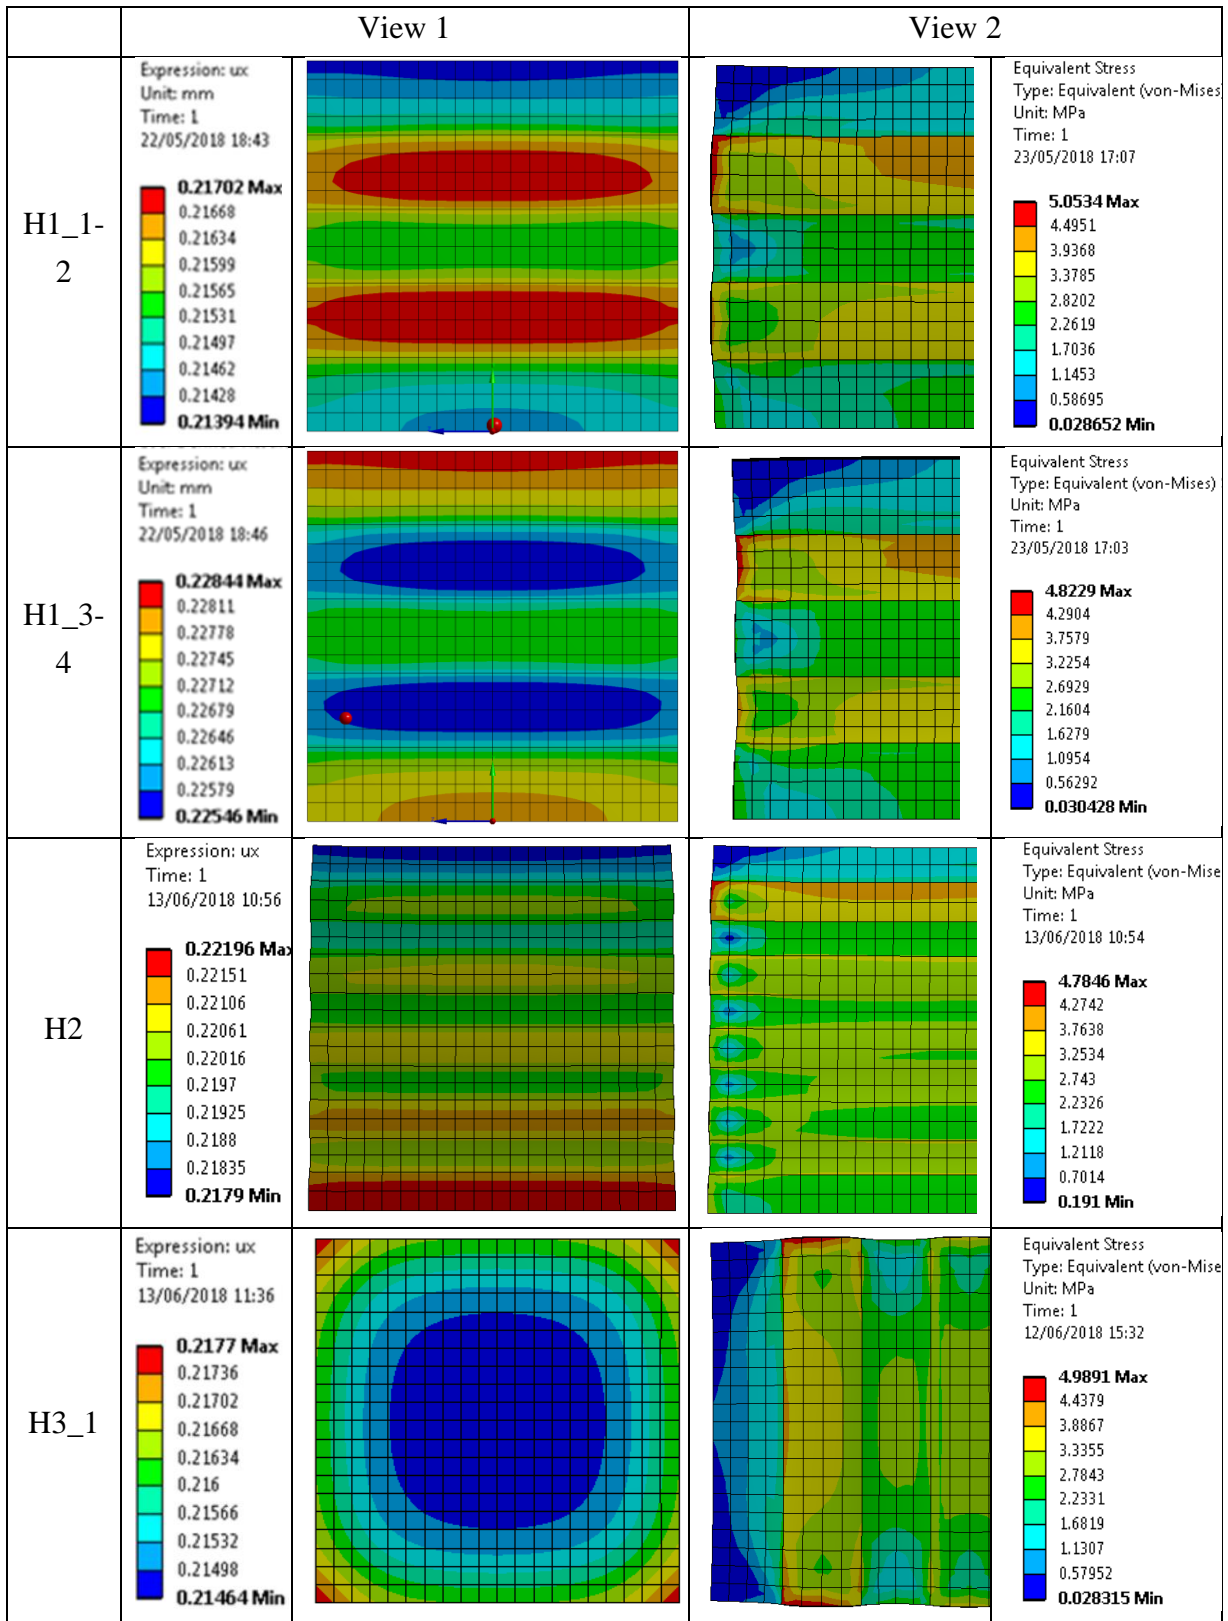 View 1
View 2
H1_1-
2
Expression: ux
Unit: mm
Time: 1
22/05/2018 18:43
0.21702 Max
0.21668
0.21634
0.21599
0.21565
0.21531
0.21497
0.21462
0.21428
0.21394 Min
Equivalent Stress
Type: Equivalent (von-Mises
Unit: MPa
Time: 1
23/05/2018 17:07
5.0534 Max
4.4951
3.9368
3.3785
2.8202
2.2619
1.7036
1.1453
0.58695
0.028652 Min
H1_3-
4
Expression: ux
Unit: mm
Time: 1
22/05/2018 18:46
0.22844 Max
0.22811
0.22778
0.22745
0.22712
0.22679
0.22646
0.22613
0.22579
0.22546 Min
Equivalent Stress
Type: Equivalent (von-Mises)
Unit: MPa
Time: 1
23/05/2018 17:03
4.8229 Max
4.2904
3.7579
3.2254
2.6929
2.1604
1.6279
1.0954
0.56292
0.030428 Min
H2
Expression: ux
Time: 1
13/06/2018 10:56
0.22196 Max
0.22151
0.22106
0.22061
0.22016
0.2197
0.21925
0.2188
0.21835
0.2179 Min
Equivalent Stress
Type: Equivalent (von-Mise
Unit: MPa
Time: 1
13/06/2018 10:54
4.7846 Max
4.2742
3.7638
3.2534
2.743
2.2326
1.7222
1.2118
0.7014
0.191 Min
H3_1
Expression: ux
Time: 1
13/06/2018 11:36
0.2177 Max
0.21736
0.21702
0.21668
0.21634
0.216
0.21566
0.21532
0.21498
0.21464 Min
Equivalent Stress
Type: Equivalent (von-Mise
Unit: MPa
Time: 1
12/06/2018 15:32
4.9891 Max
4.4379
3.8867
3.3355
2.7843
2.2331
1.6819
1.1307
0.57952
0.028315 Min